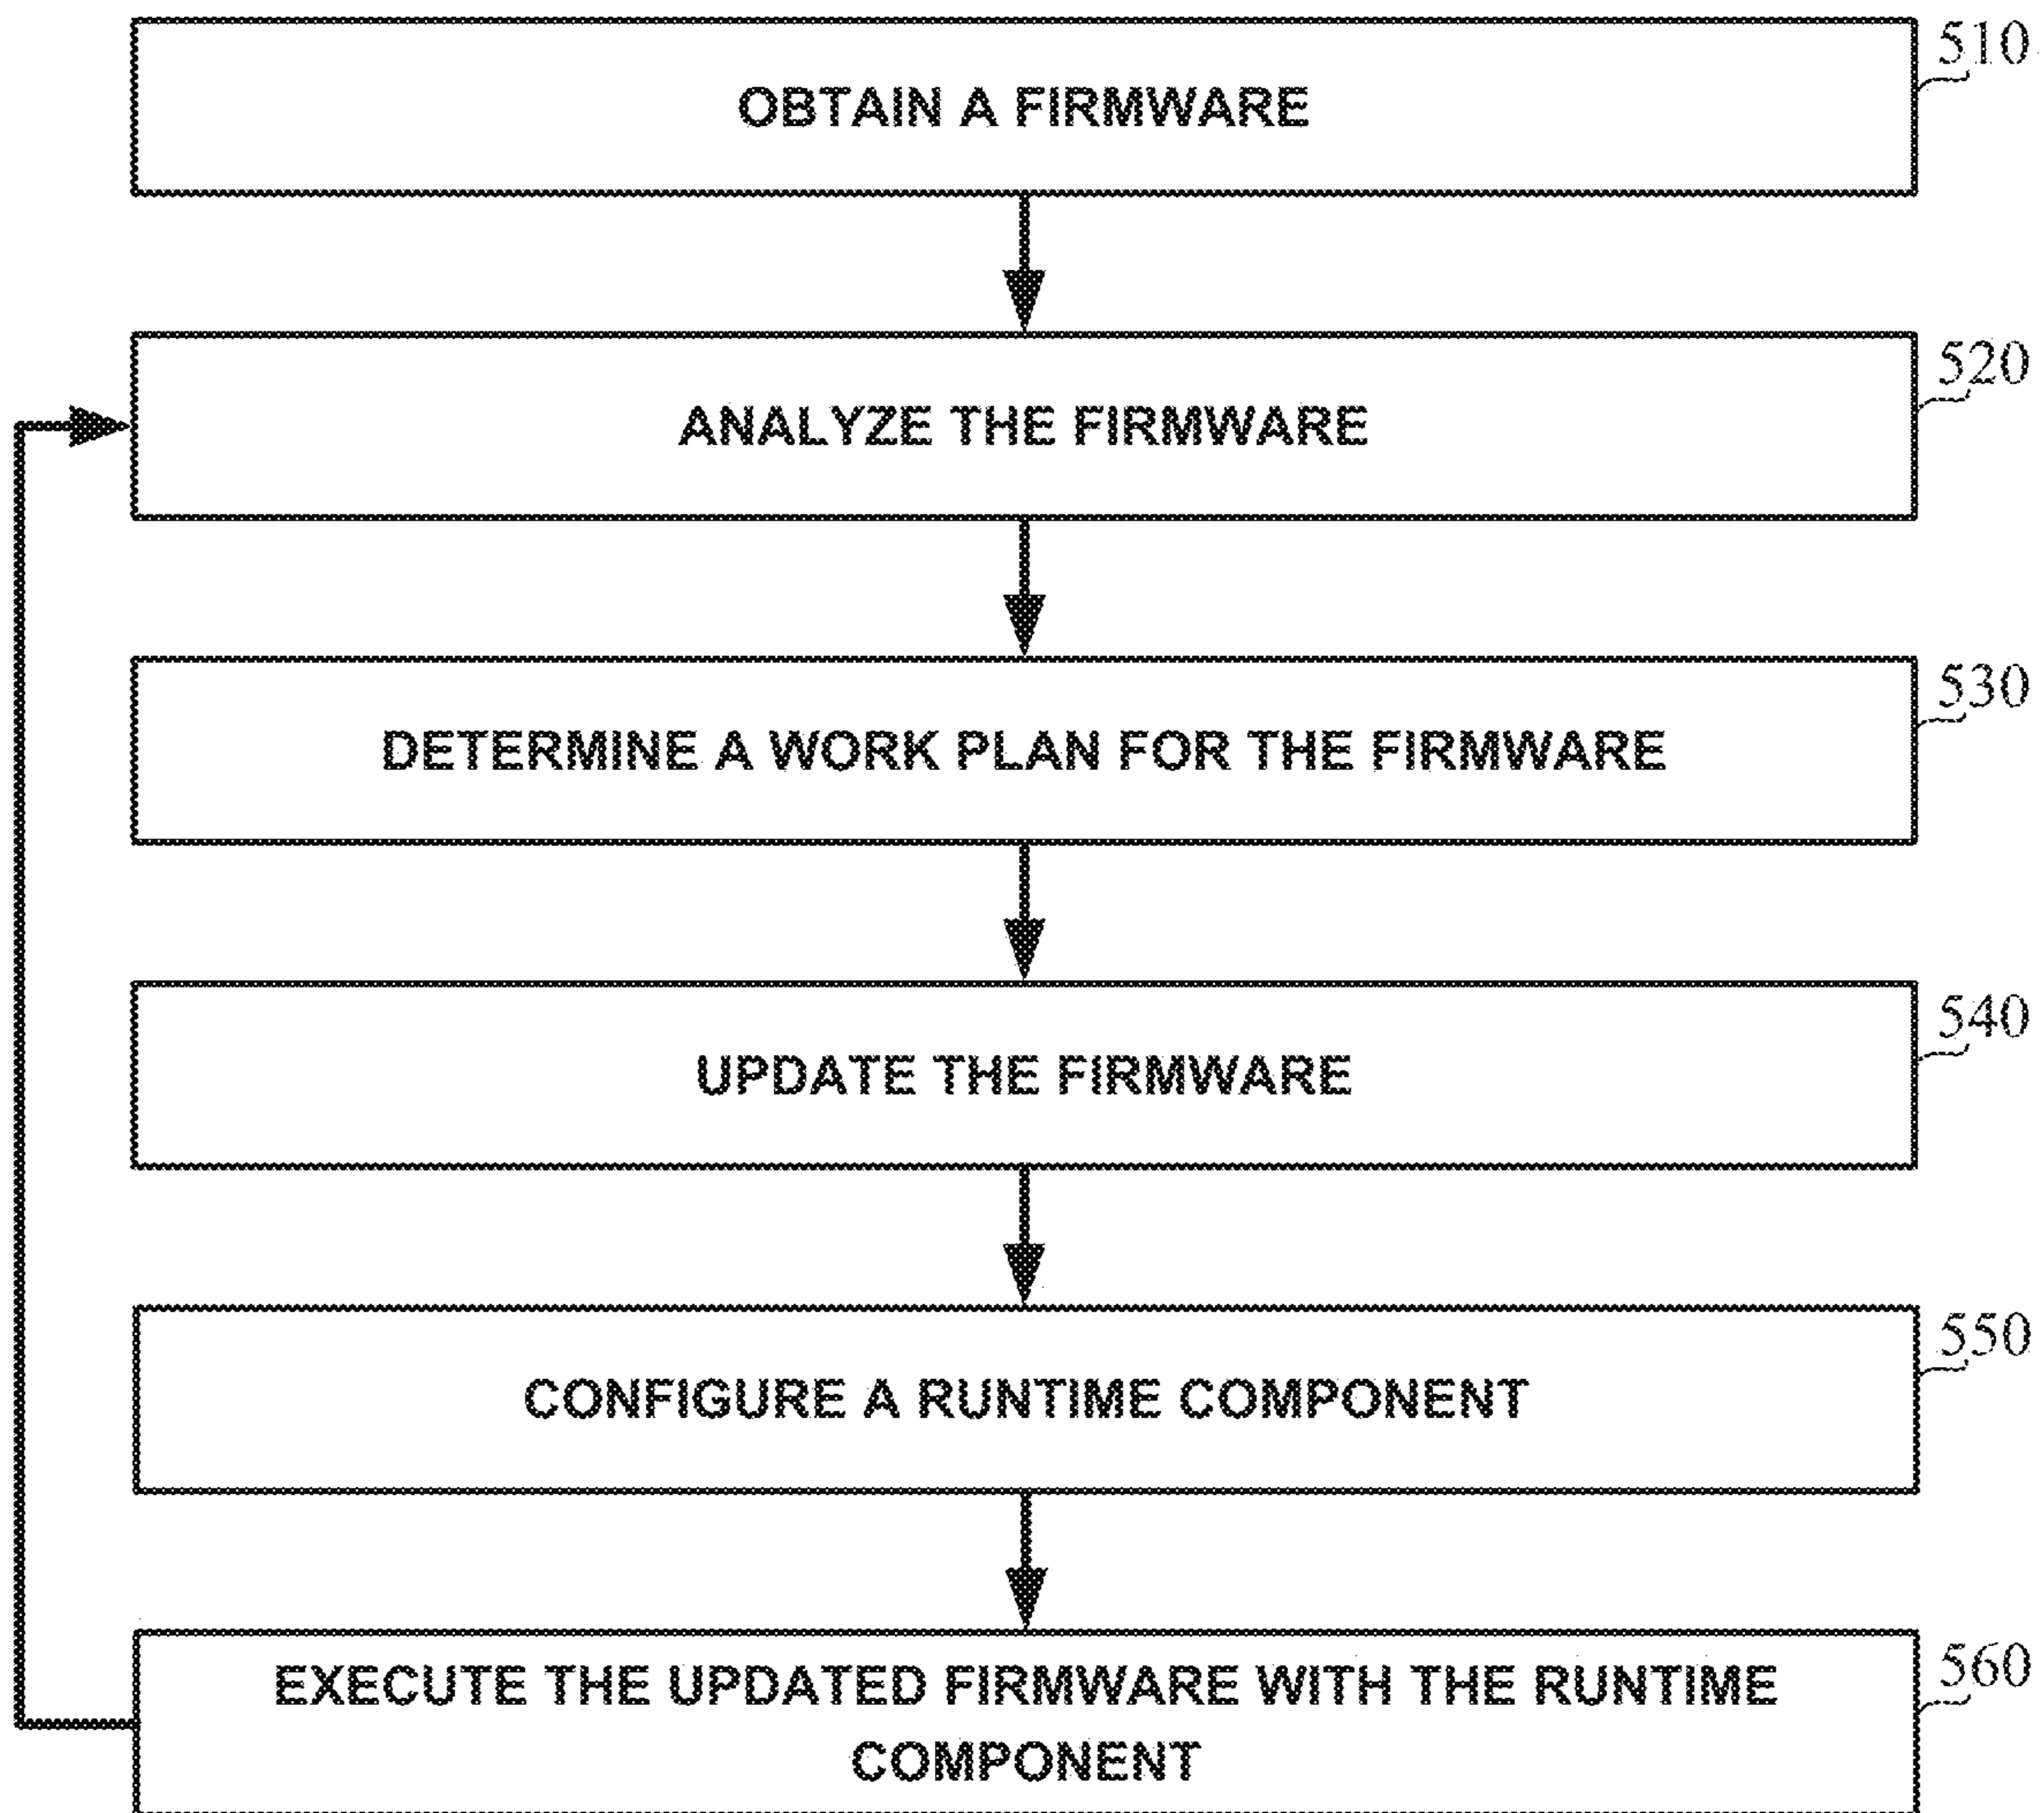 510
OBTAIN A FIRMWARE
520
ANALYZE THE FIRMWARE
530
DETERMINE A WORK PLAN FOR THE FIRMWARE
540
UPDATE THE FIRMWARE
550
CONFIGURE A RUNTIME COMPONENT
560
EXECUTE THE UPDATED FIRMWARE WITH THE RUNTIME
COMPONENT